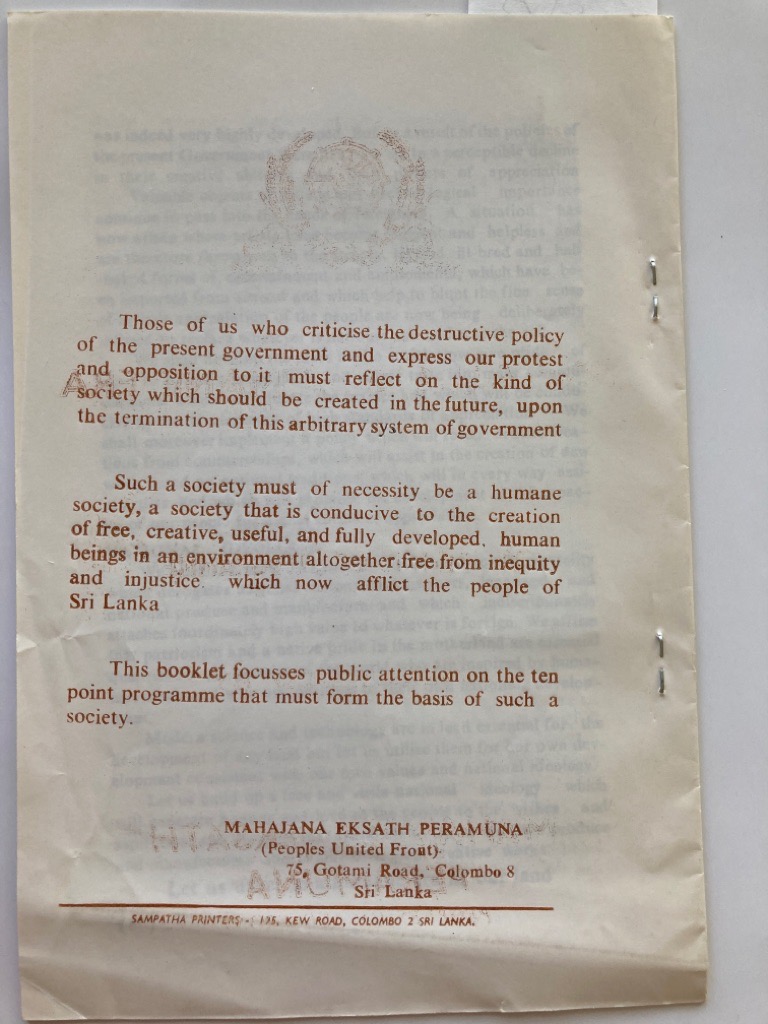 Those of us who criticise the destructive policy
of the present government and express our protest
and opposition to it must reflect on the kind of
society which should be created in the future, upon
the termination of this arbitrary system of government
Such a society must of necessity be a humane
society, a society that is conducive to the creation
of free, creative, useful, and fully developed. human
beings in an environment altogether free from inequity
and injustice which now afflict the people of
Sri Lanka
This booklet focusses public attention on the ten
point programme that must form the basis of such a
society.
MAHAJANA EKSATH PERAMUNA
(Peoples United Front)
75, Gotami Road, Colombo 8
Sri Lanka
SAMPATHA PRINTERS - 195, KEW ROAD, COLOMBO 2 SRI LANKA.